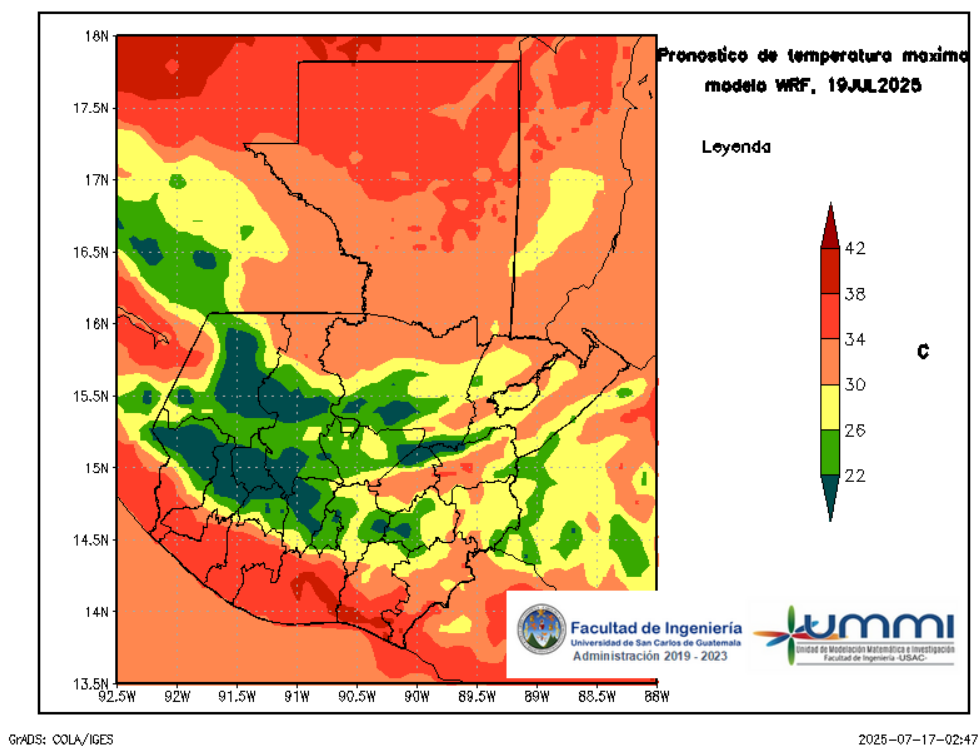 Pronostico de temperatura maxima
modelo WRF, 19JUL2025
Leyenda
42
38
34
30
26
22
C
18N
17.5N
17N
16.5N
16N
15.5N
15N
14.5N
14N
13.5N
92.5W
92W
91.5W
91W
90.5W
90W
89.5W
89W
88.5W
88W
Facultad de Ingeniería
Universidad de San Carlos de Guatemala
Administración 2019 - 2023
ummi
Unidad de Modelación Matemática e Investigación
Facultad de Ingeniería -USAC-
GrADS: COLA/IGES
2025-07-17-02:47